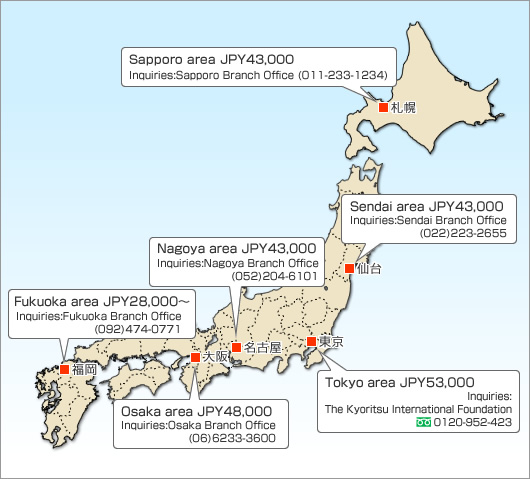 Sapporo area JPY43,000
Inquiries:Sapporo Branch Office (011-233-1234)
札幌
Sendai area JPY43,000
Inquiries:Sendai Branch Office
(022)223-2655
仙台
Nagoya area JPY43,000
Inquiries:Nagoya Branch Office
(052)204-6101
名古屋
Fukuoka area JPY28,000～
Inquiries:Fukuoka Branch Office
(092)474-0771
福岡
大阪
東京
Osaka area JPY48,000
Inquiries:Osaka Branch Office
(06)6233-3600
Tokyo area JPY53,000
Inquiries:
The Kyoritsu International Foundation
0120-952-423